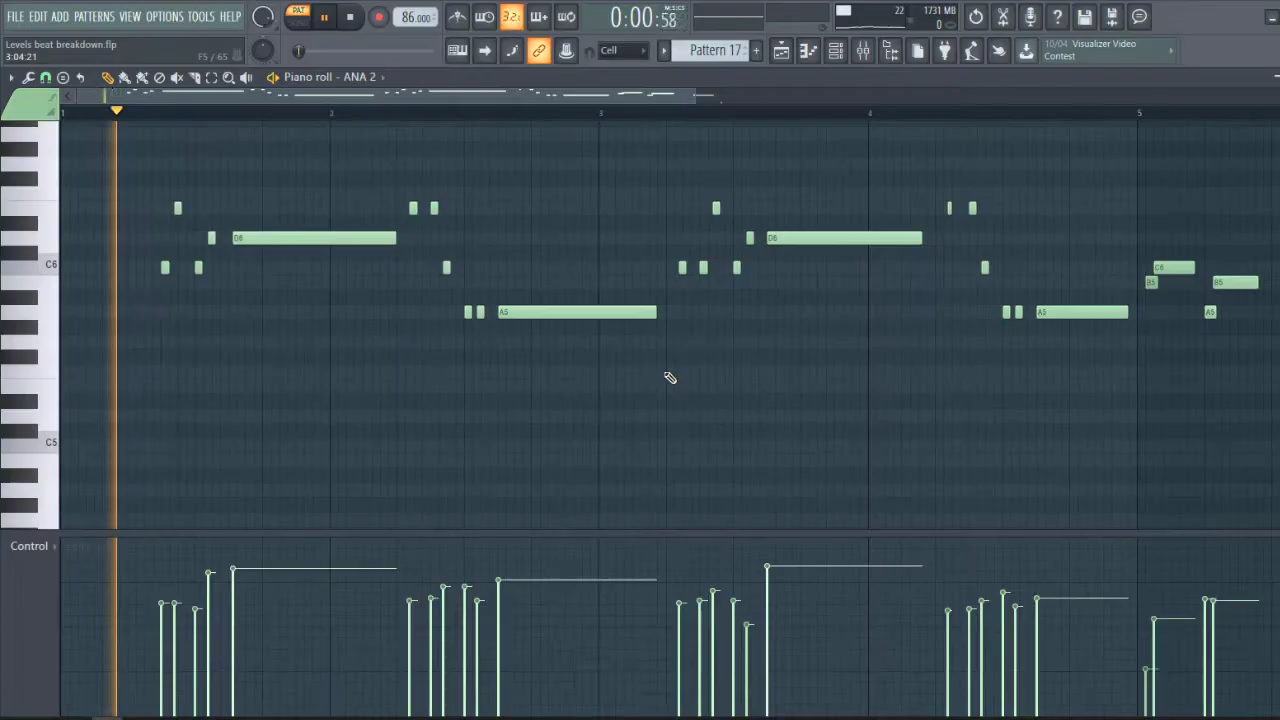 FILE EDIT ADD PATTERNS VIEW OPTIONS TOOLS HELP
PAT
86.000
0:00:58
M:S:CS
22
1731 MB
0
Levels beat breakdown.flp
3:04:21
F5 / 65
Cell
Pattern 17
10/04 Visualizer Video
Contest
Piano roll - ANA 2
1
2
3
4
5
D6
D6
C6
C6
B5
B5
A5
A5
A5
C5
Control